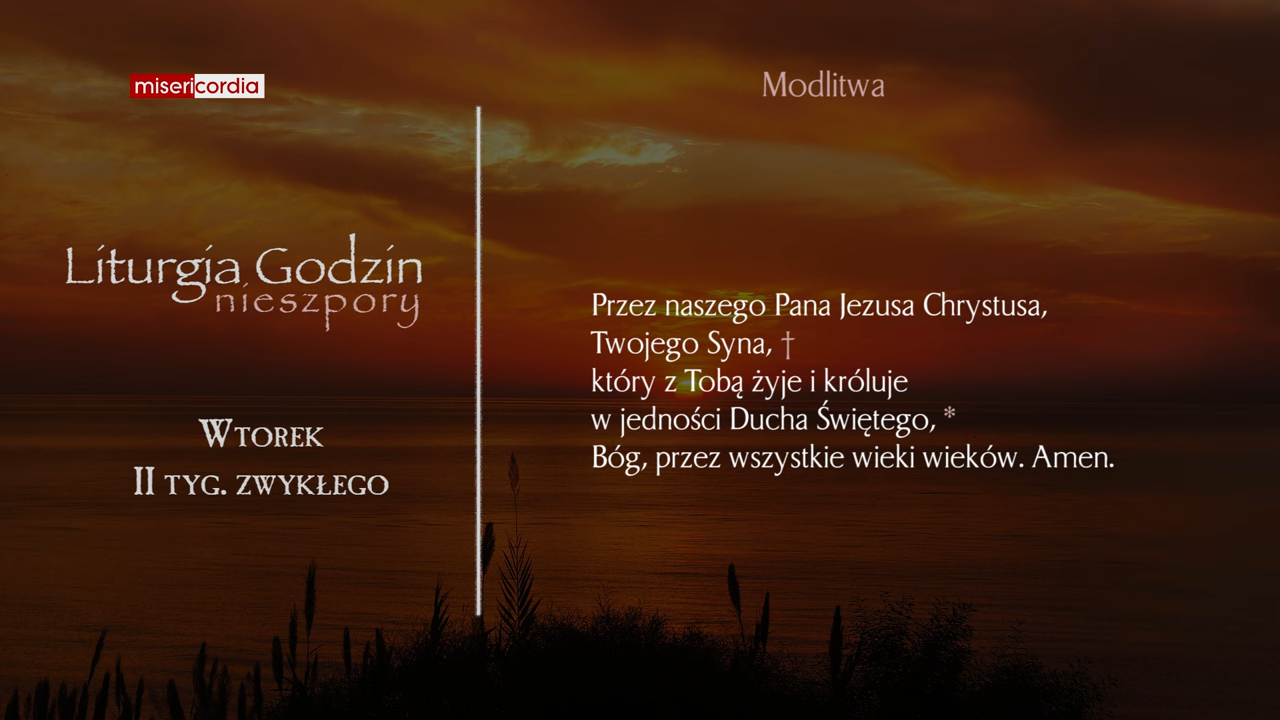 misericordia
Liturgia Godzin
nieszpory
Wtorek
II tyg. zwykłego
Modlitwa
Przez naszego Pana Jezusa Chrystusa,
Twojego Syna, †
który z Tobą żyje i króluje
w jedności Ducha Świętego, *
Bóg, przez wszystkie wieki wieków. Amen.